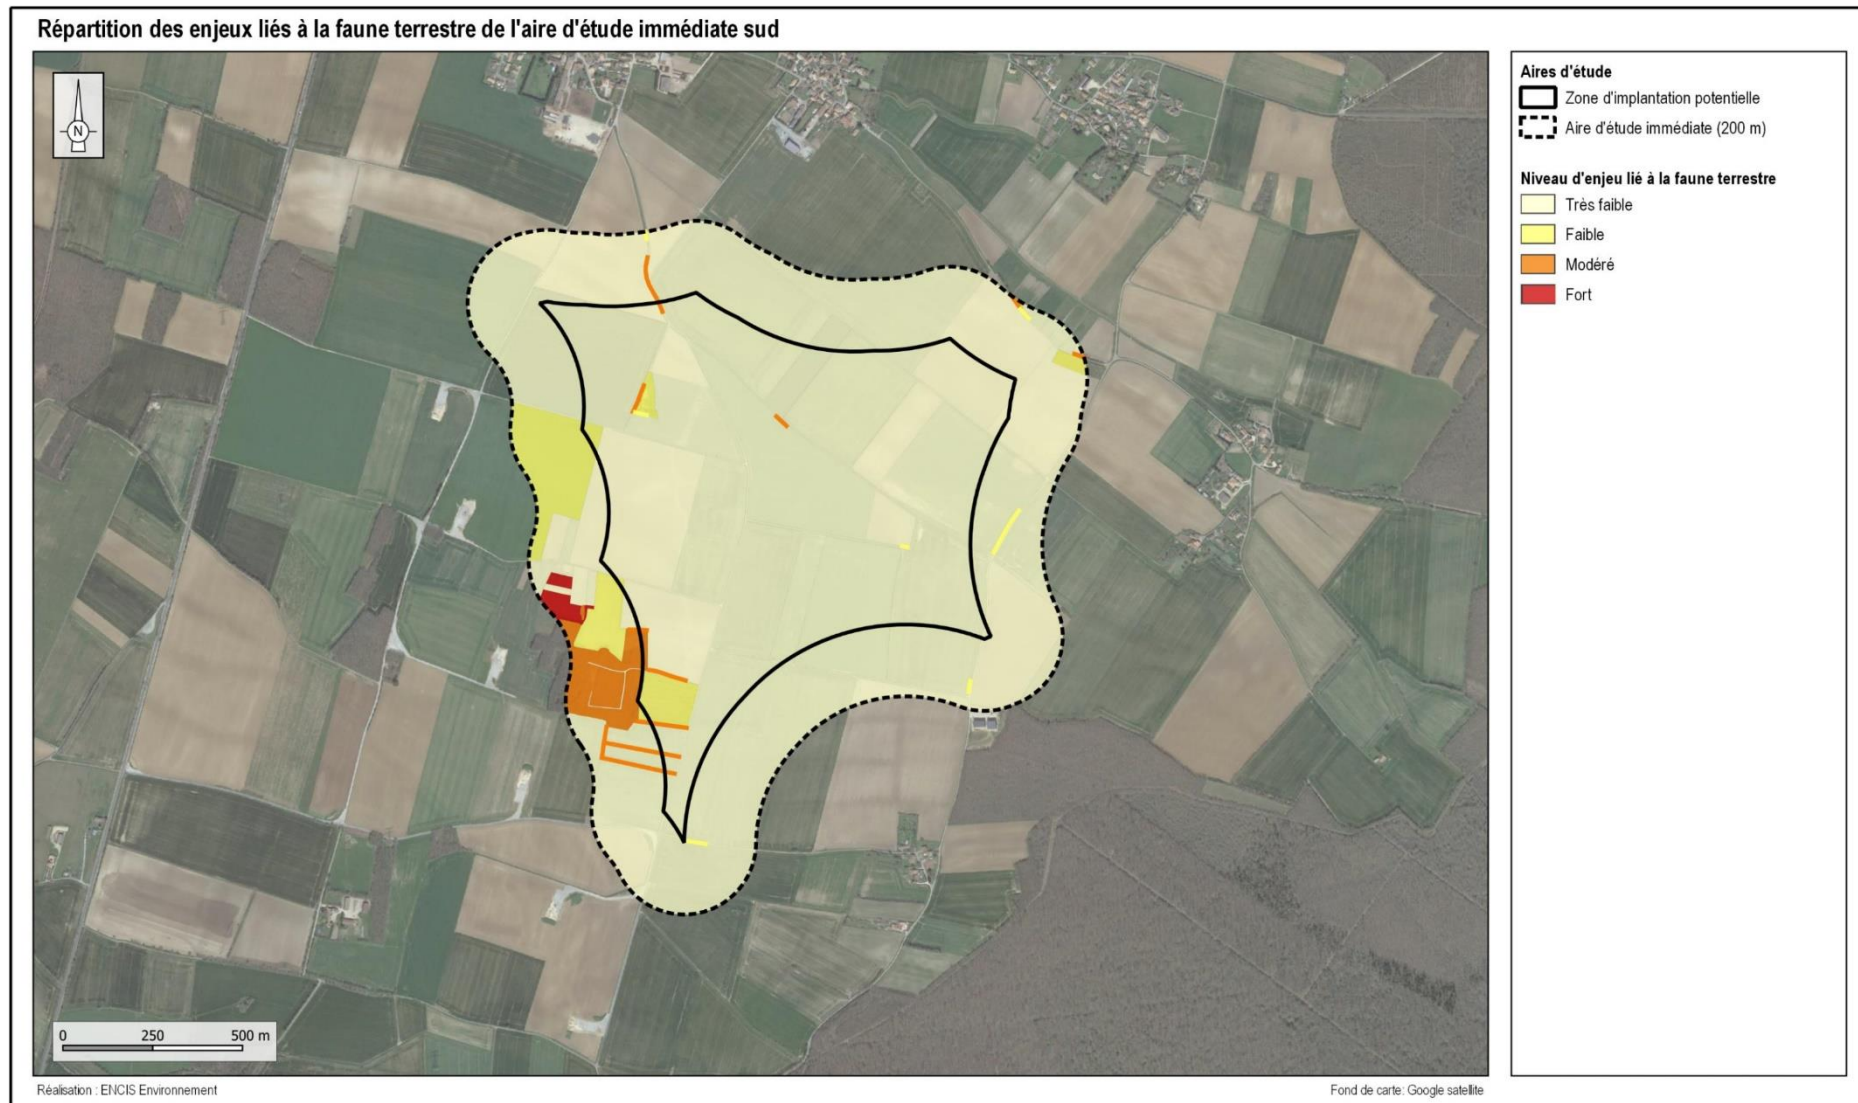 Répartition des enjeux liés à la faune terrestre de l'aire d'étude immédiate sud
N
Aires d'étude
Zone d'implantation potentielle
Aire d'étude immédiate (200 m)
Niveau d'enjeu lié à la faune terrestre
Très faible
Faible
Modéré
Fort
0 250 500 m
Réalisation : ENCIS Environnement
Fond de carte: Google satellite